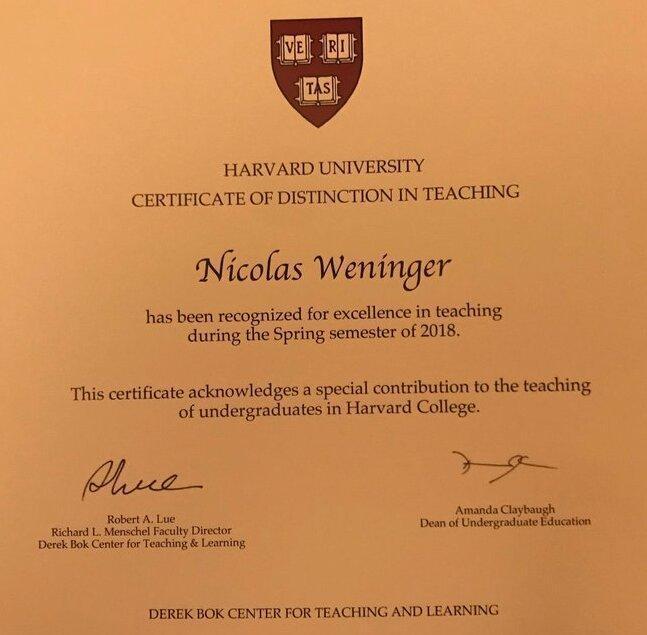 VE RI
TAS
HARVARD UNIVERSITY
CERTIFICATE OF DISTINCTION IN TEACHING
Nicolas Weninger
has been recognized for excellence in teaching
during the Spring semester of 2018.
This certificate acknowledges a special contribution to the teaching
of undergraduates in Harvard College.
Robert A. Lue
Richard L. Menschel Faculty Director
Derek Bok Center for Teaching & Learning
Amanda Claybaugh
Dean of Undergraduate Education
DEREK BOK CENTER FOR TEACHING AND LEARNING